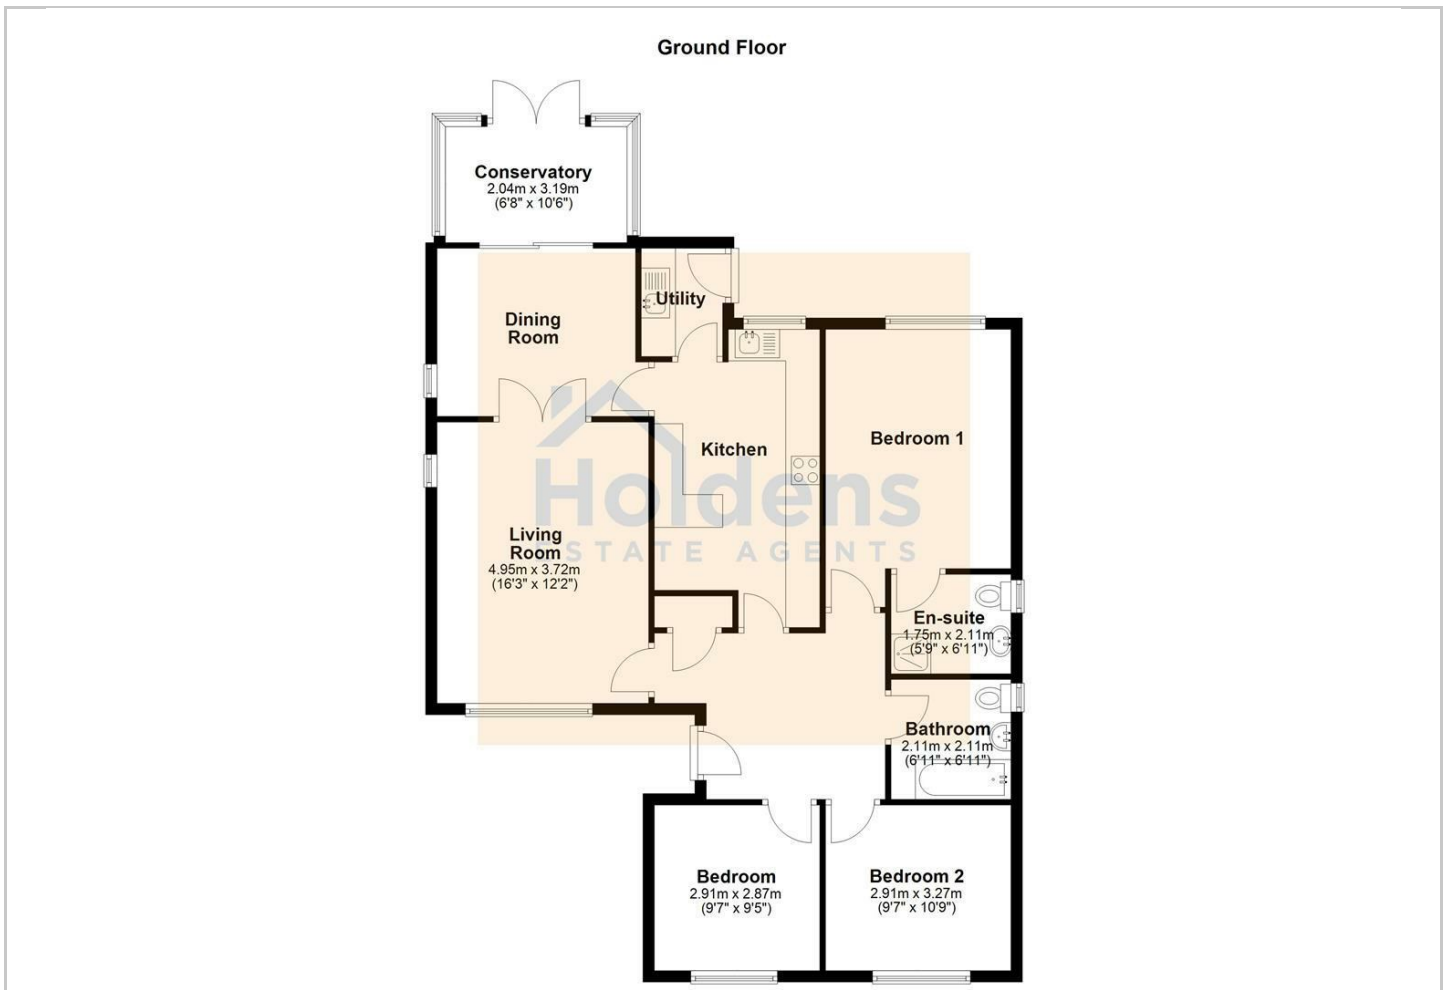 Ground Floor
Conservatory
2.04m x 3.19m
(6'8" x 10'6")
Utility
Dining
Room
Bedroom 1
Kitchen
Holdens
ESTATE AGENTS
Living
Room
4.95m x 3.72m
(16'3" x 12'2")
En-suite
1.75m x 2.11m
(5'9" x 6'11")
Bathroom
2.11m x 2.11m
(6'11" x 6'11")
Bedroom
2.91m x 2.87m
(9'7" x 9'5")
Bedroom 2
2.91m x 3.27m
(9'7" x 10'9")